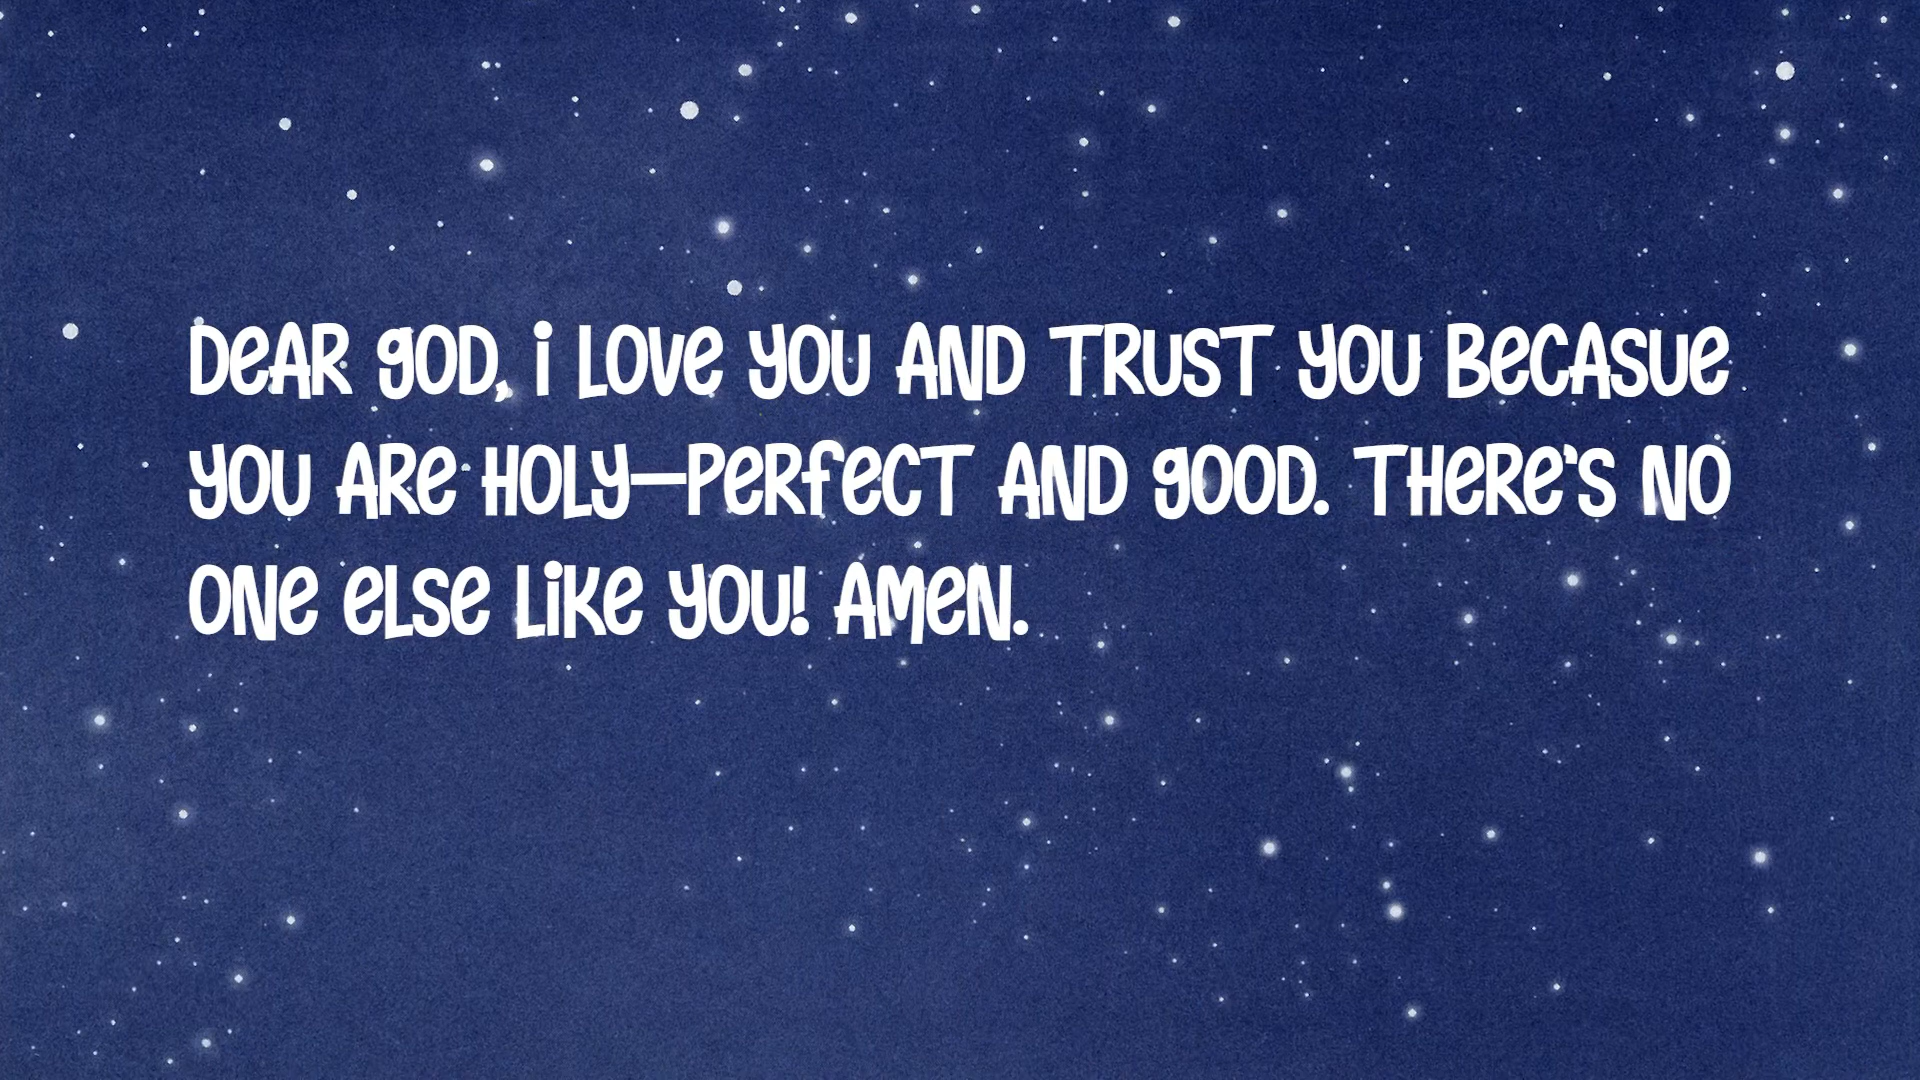 Dear God, I love you and trust you becasue
you are holy—perfect and good. There's no
one else like you! Amen.